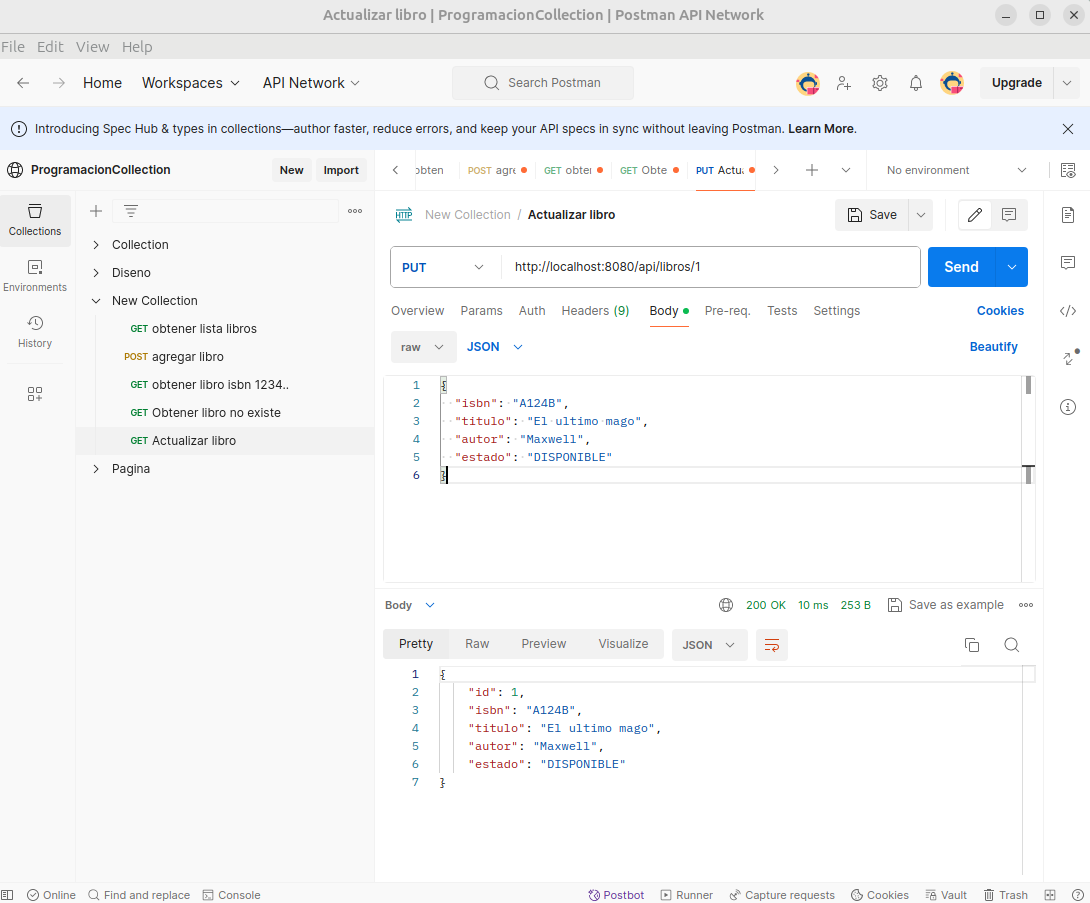 Actualizar libro | ProgramacionCollection | Postman API Network
File Edit View Help
Home Workspaces API Network Search Postman Upgrade
Introducing Spec Hub & types in collections—author faster, reduce errors, and keep your API specs in sync without leaving Postman. Learn More.
ProgramacionCollection New Import
obten POST agre GET obter GET Obte PUT Actu No environment
Collections
Environments
History
Collection
Diseno
New Collection
GET obtener lista libros
POST agregar libro
GET obtener libro isbn 1234..
GET Obtener libro no existe
GET Actualizar libro
Pagina
HTTP New Collection / Actualizar libro Save
PUT http://localhost:8080/api/libros/1 Send
Overview Params Auth Headers (9) Body Pre-req. Tests Settings Cookies
raw JSON Beautify
1 {
2 "isbn": "A124B",
3 "titulo": "El ultimo mago",
4 "autor": "Maxwell",
5 "estado": "DISPONIBLE"
6 }
Body 200 OK 10 ms 253 B Save as example
Pretty Raw Preview Visualize JSON
1 {
2 "id": 1,
3 "isbn": "A124B",
4 "titulo": "El ultimo mago",
5 "autor": "Maxwell",
6 "estado": "DISPONIBLE"
7 }
Online Find and replace Console Postbot Runner Capture requests Cookies Vault Trash